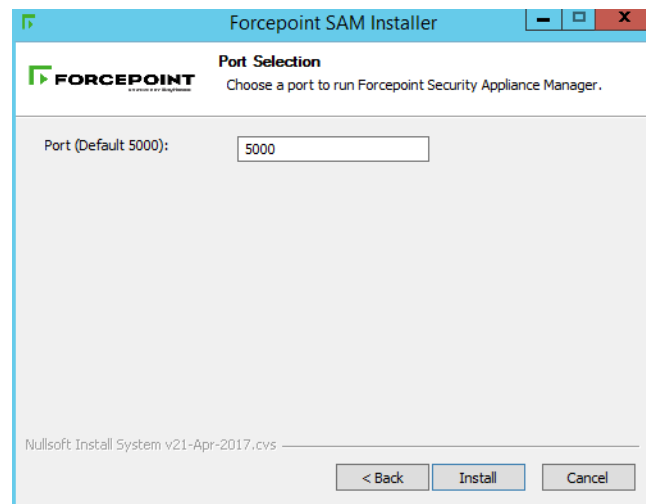 Forcepoint SAM Installer
X
FORCEPOINT
Port Selection
Choose a port to run Forcepoint Security Appliance Manager.
Port (Default 5000):
5000
Nullsoft Install System v21-Apr-2017.cvs
< Back
Install
Cancel